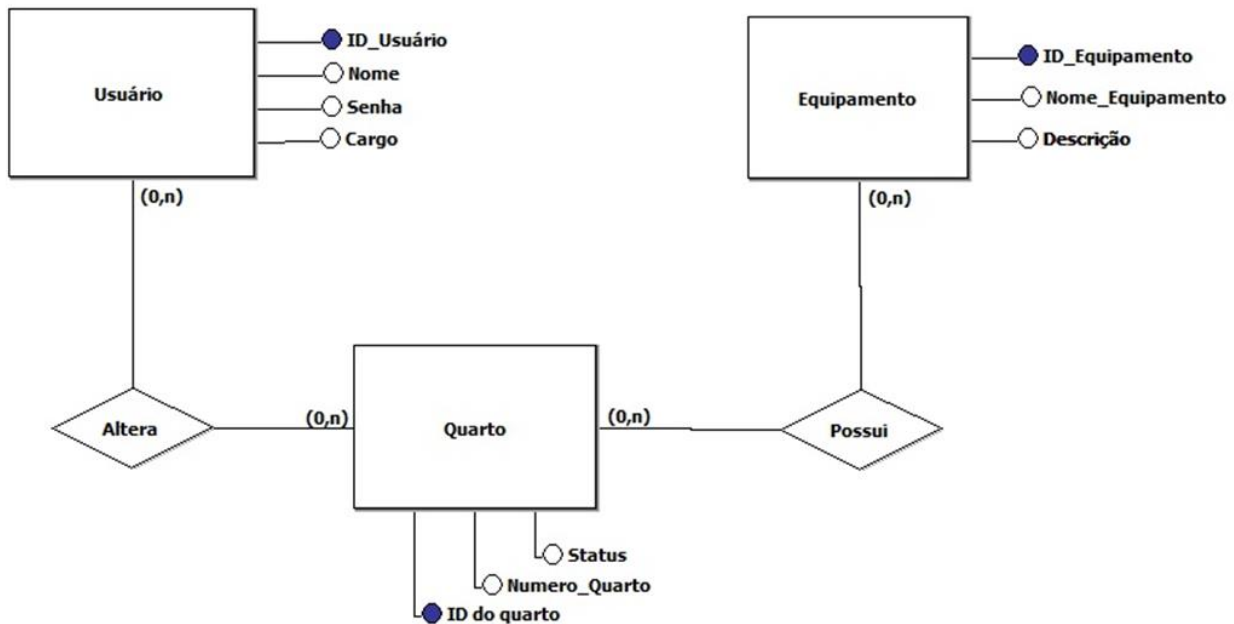 Usuário
ID_Usuário
Nome
Senha
Cargo
(0,n)
Equipamento
ID_Equipamento
Nome_Equipamento
Descrição
(0,n)
Altera
(0,n)
Quarto
(0,n)
Possui
Status
Numero_Quarto
ID do quarto